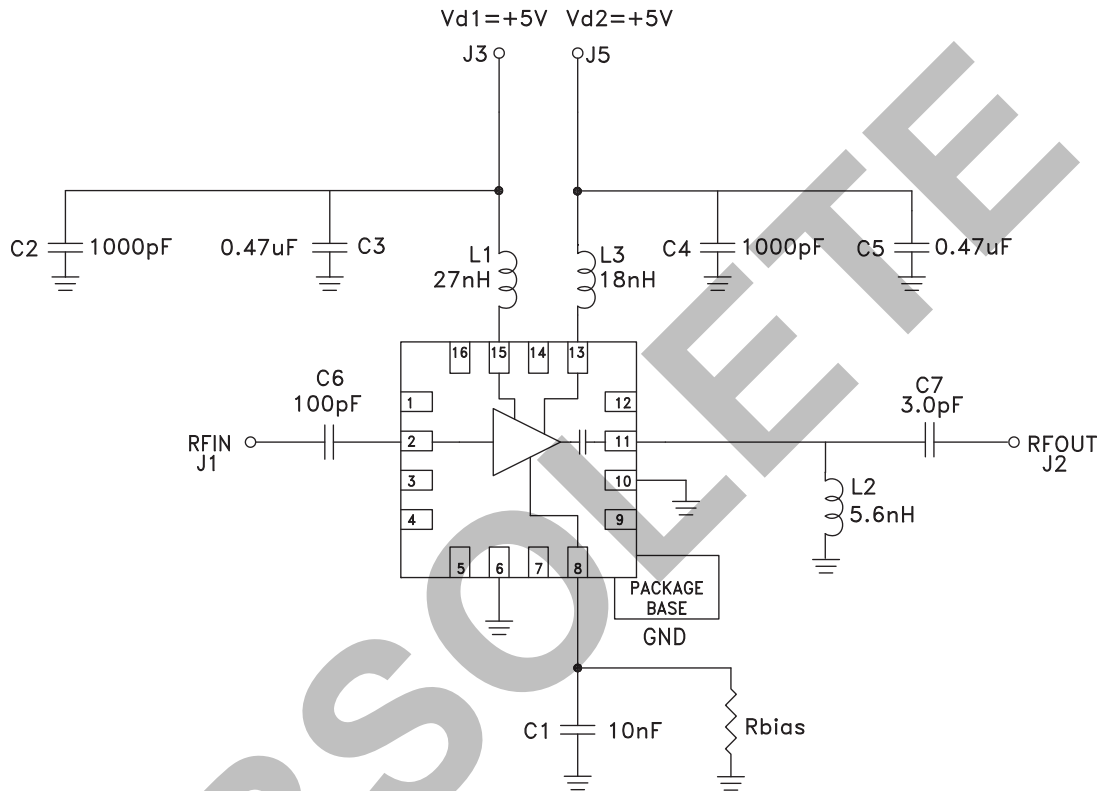 Vd1=+5V Vd2=+5V
J3 J5
C2 1000pF 0.47uF C3
L1
27nH
L3
18nH
C4 1000pF C5 0.47uF
16 15 14 13
C6
100pF
1
2
3
4
12
11
10
9
5 6 7 8
RFIN
J1
C7
3.0pF
RFOUT
J2
L2
5.6nH
PACKAGE
BASE
GND
C1 10nF
Rbias